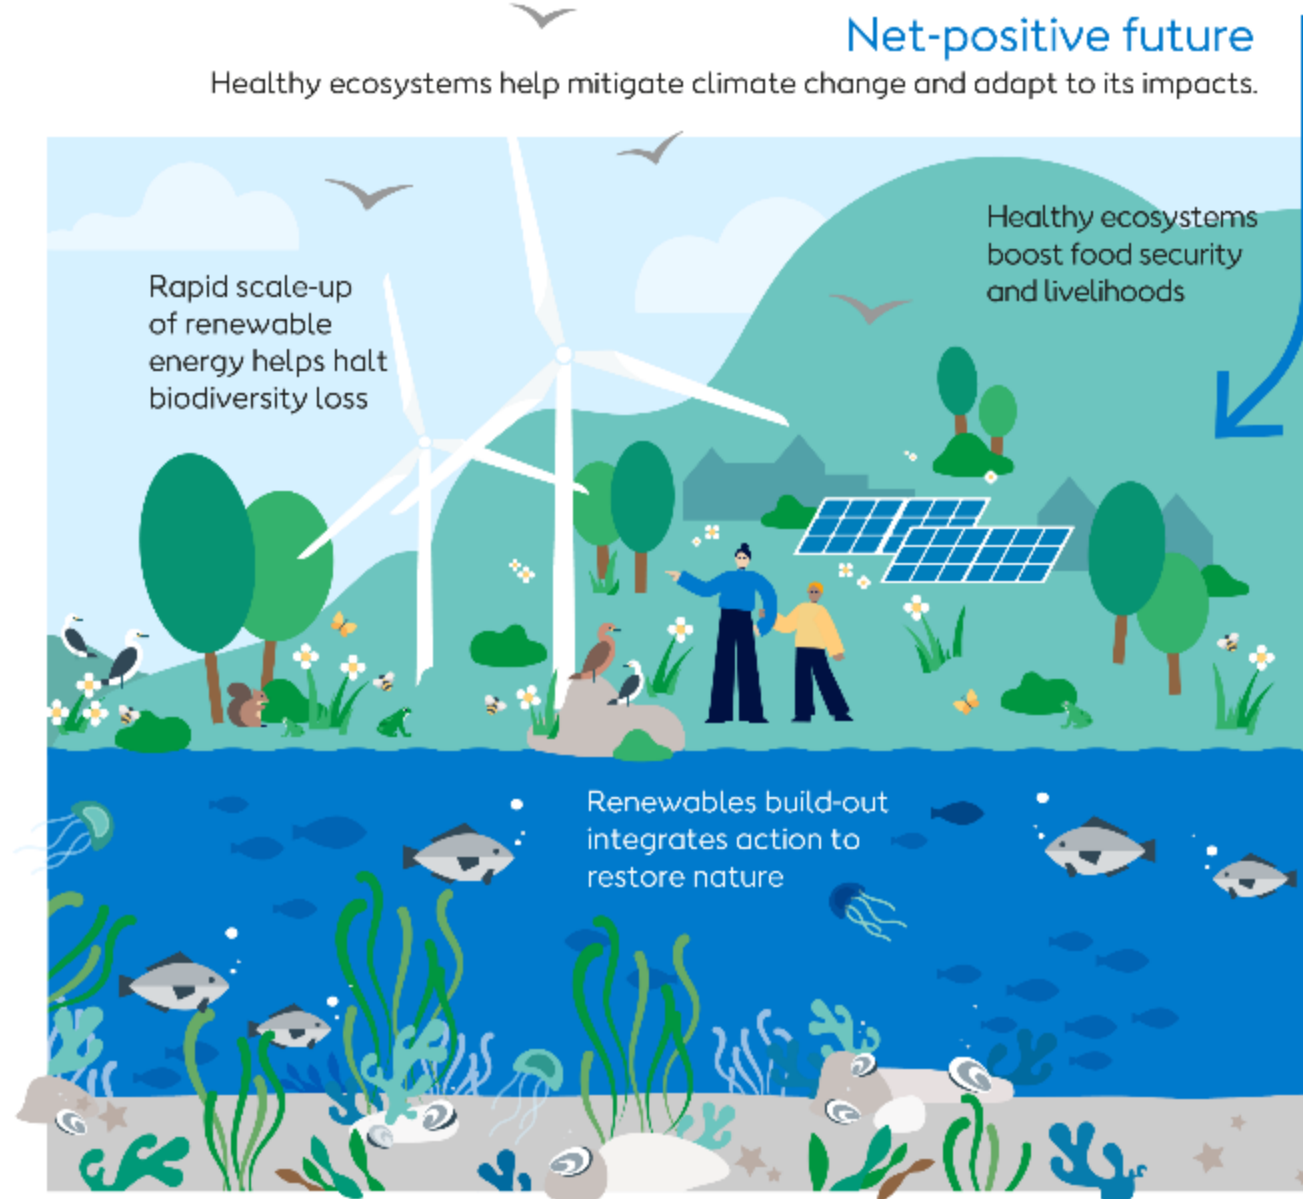 Net-positive future
Healthy ecosystems help mitigate climate change and adapt to its impacts.
Healthy ecosystems
boost food security
and livelihoods
Rapid scale-up
of renewable
energy helps halt
biodiversity loss
Renewables build-out
integrates action to
restore nature